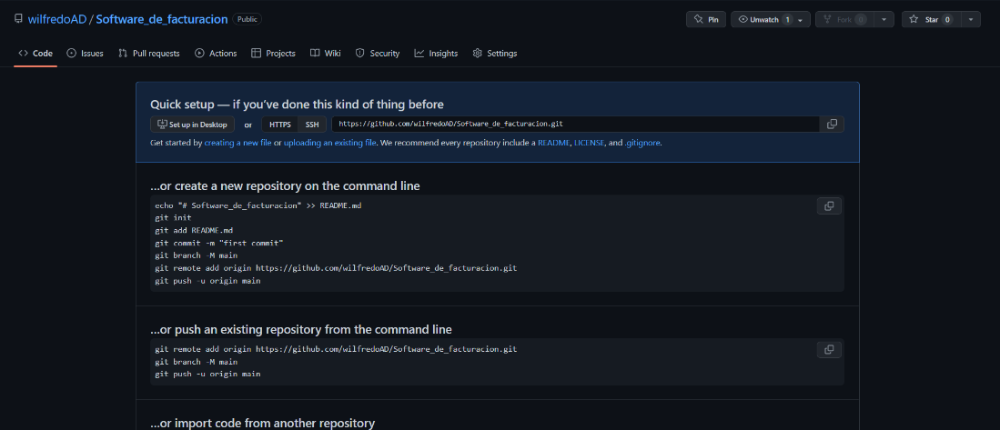 wilfredoAD / Software_de_facturacion Public
Pin Unwatch 1 Fork 0 Star 0
Code Issues Pull requests Actions Projects Wiki Security Insights Settings
Quick setup — if you’ve done this kind of thing before
Set up in Desktop or HTTPS SSH https://github.com/wilfredoAD/Software_de_facturacion.git
Get started by creating a new file or uploading an existing file. We recommend every repository include a README, LICENSE, and .gitignore.
…or create a new repository on the command line
echo "# Software_de_facturacion" >> README.md
git init
git add README.md
git commit -m "first commit"
git branch -M main
git remote add origin https://github.com/wilfredoAD/Software_de_facturacion.git
git push -u origin main
…or push an existing repository from the command line
git remote add origin https://github.com/wilfredoAD/Software_de_facturacion.git
git branch -M main
git push -u origin main
…or import code from another repository